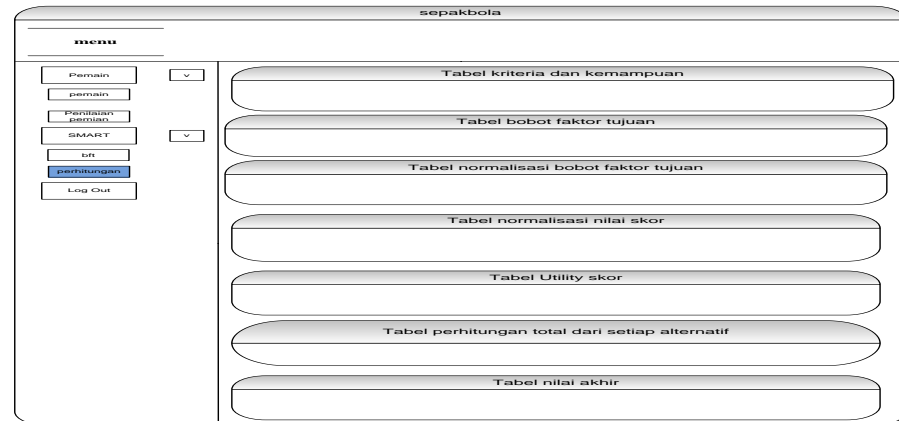 sepakbola
menu
Pemain
v
pemain
Penilaian
pemian
SMART
v
bft
perhitungan
Log Out
Tabel kriteria dan kemampuan
Tabel bobot faktor tujuan
Tabel normalisasi bobot faktor tujuan
Tabel normalisasi nilai skor
Tabel Utility skor
Tabel perhitungan total dari setiap alternatif
Tabel nilai akhir